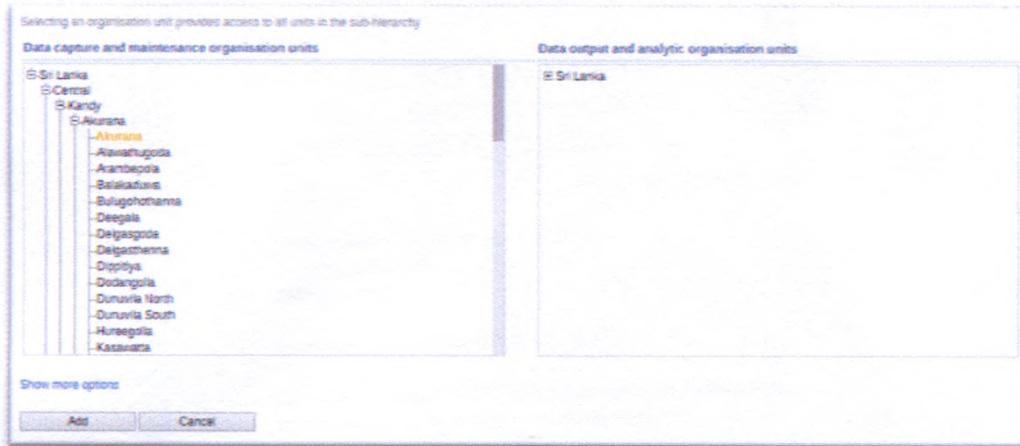 Selecting an organisation unit provides access to all units in the sub-hierarchy
Data capture and maintenance organisation units
Sri Lanka
Central
Kandy
Akurana
Akurana
Alawathugoda
Arambepola
Balakaduwa
Bulugohothanna
Deegala
Delgasgoda
Delgasthenna
Dippitiya
Dodangolla
Dunuvila North
Dunuvila South
Hureegolla
Kasawatta
Data output and analytic organisation units
Sri Lanka
Show more options
Add Cancel